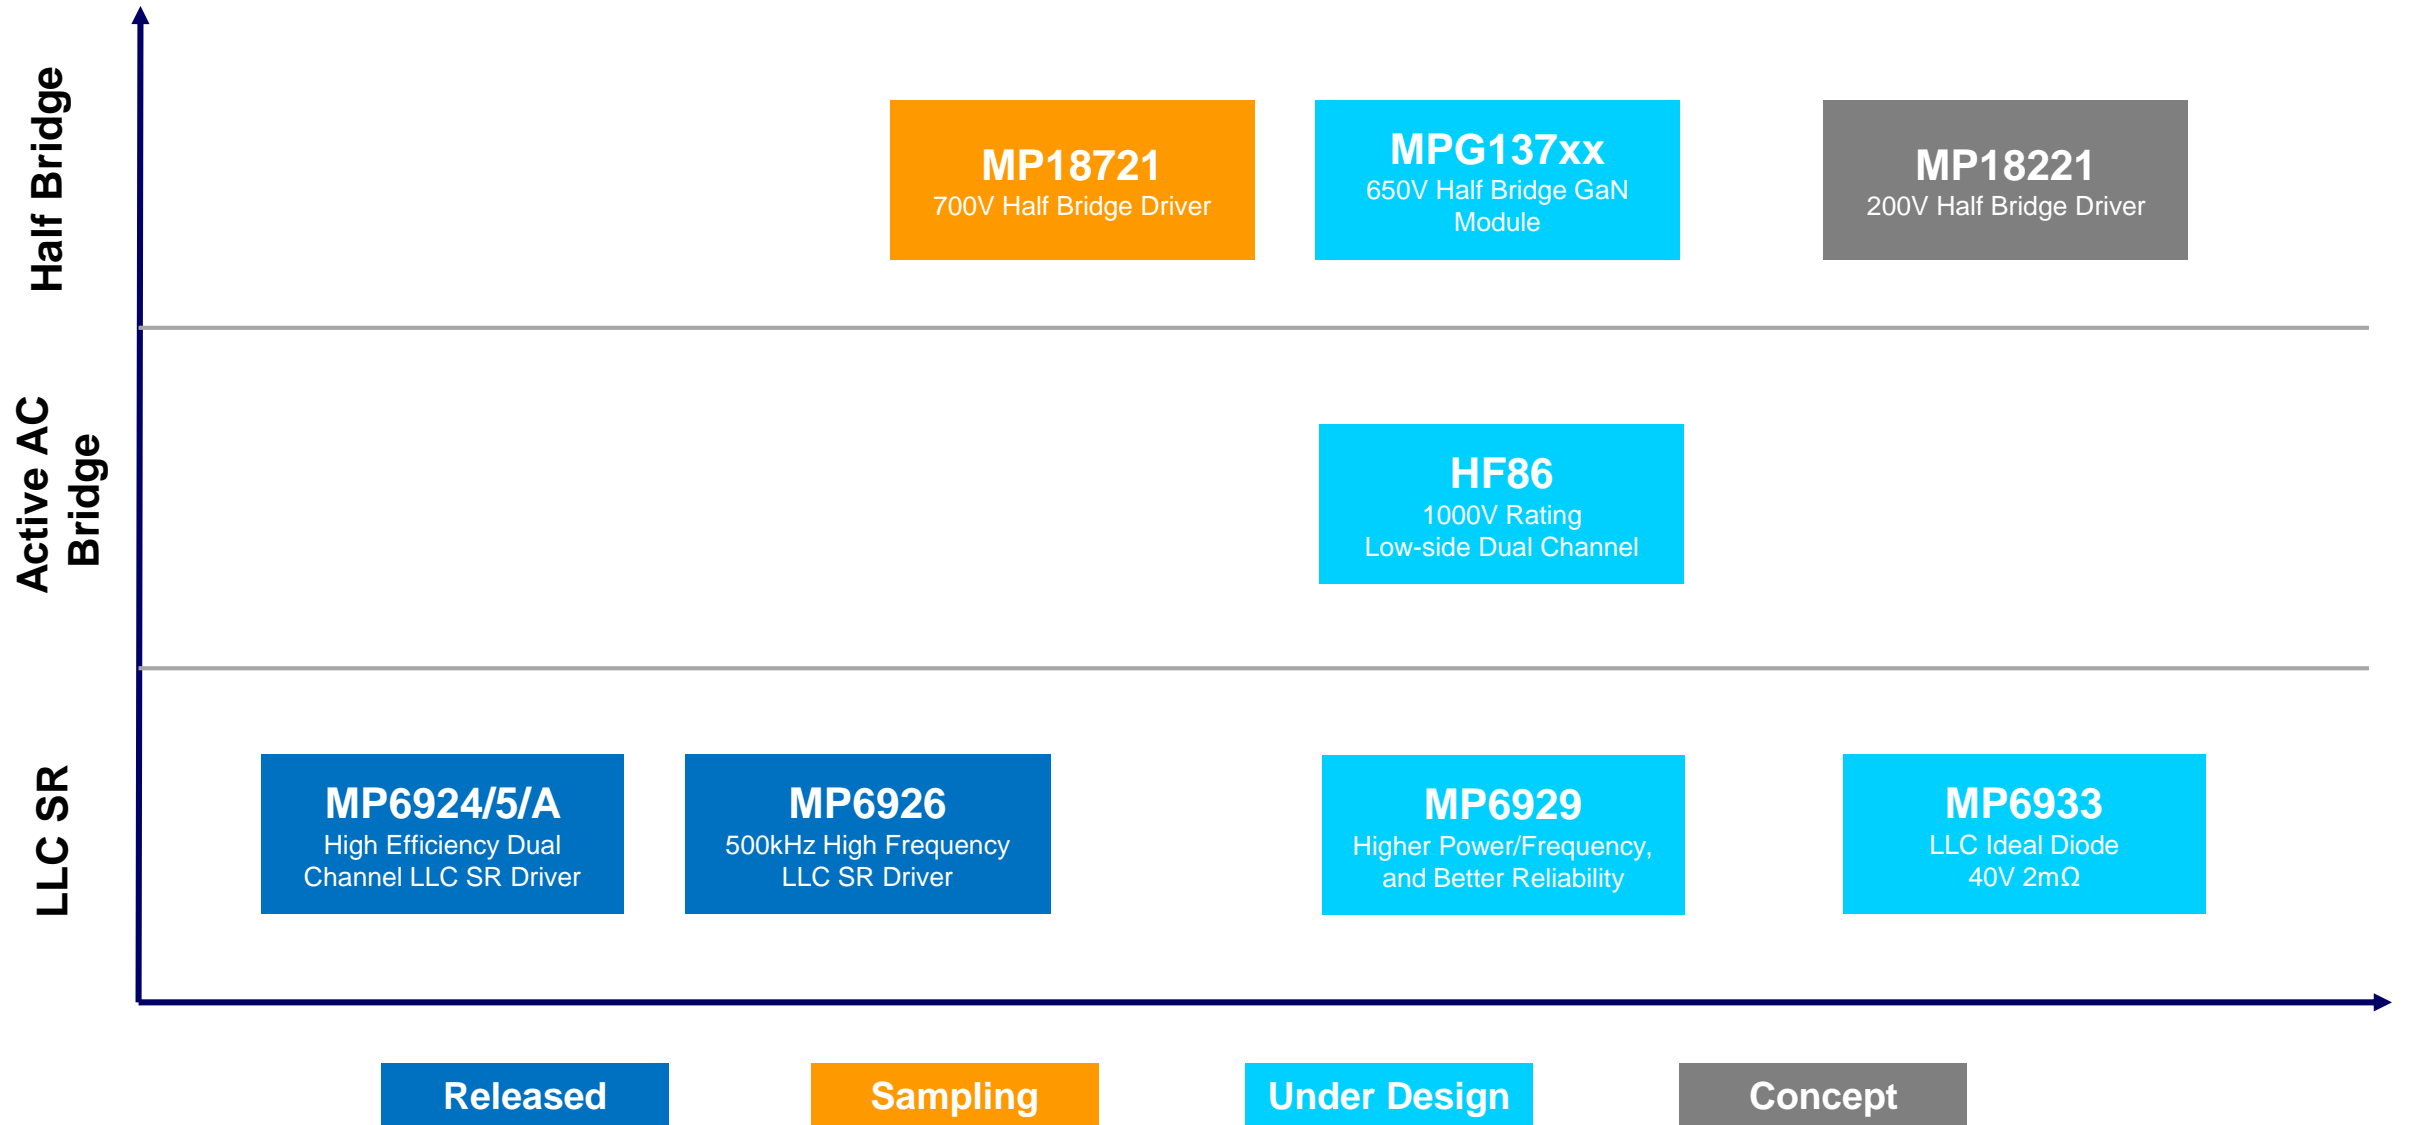 Half Bridge
MP18721
700V Half Bridge Driver
MPG137xx
650V Half Bridge GaN
Module
MP18221
200V Half Bridge Driver
Active AC
Bridge
HF86
1000V Rating
Low-side Dual Channel
LLC SR
MP6924/5/A
High Efficiency Dual
Channel LLC SR Driver
MP6926
500kHz High Frequency
LLC SR Driver
MP6929
Higher Power/Frequency,
and Better Reliability
MP6933
LLC Ideal Diode
40V 2mΩ
Released
Sampling
Under Design
Concept